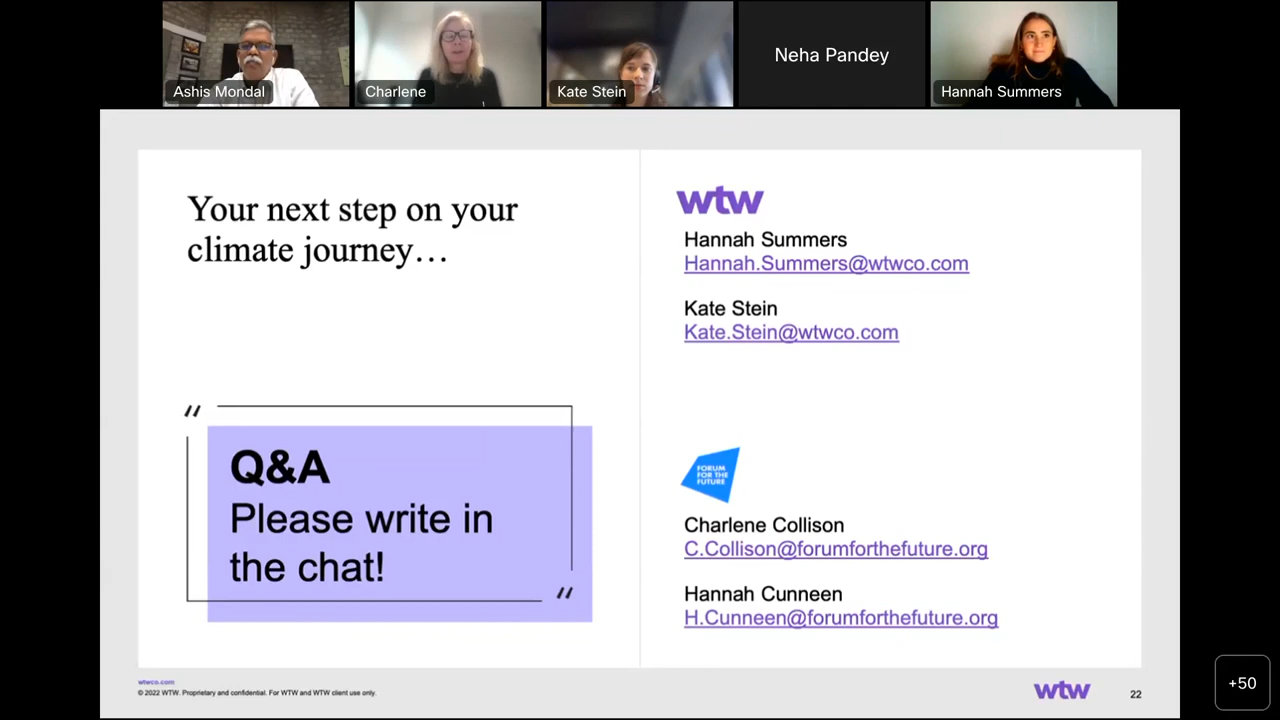 Ashis Mondal
Charlene
Kate Stein
Neha Pandey
Hannah Summers
Your next step on your
climate journey…
"
Q&A
Please write in
the chat!
"
wtw
Hannah Summers
Hannah.Summers@wtwco.com
Kate Stein
Kate.Stein@wtwco.com
FORUM
FOR THE
FUTURE
Charlene Collison
C.Collison@forumforthefuture.org
Hannah Cunneen
H.Cunneen@forumforthefuture.org
wtwco.com
© 2022 WTW. Proprietary and confidential. For WTW and WTW client use only.
wtw
22
+50